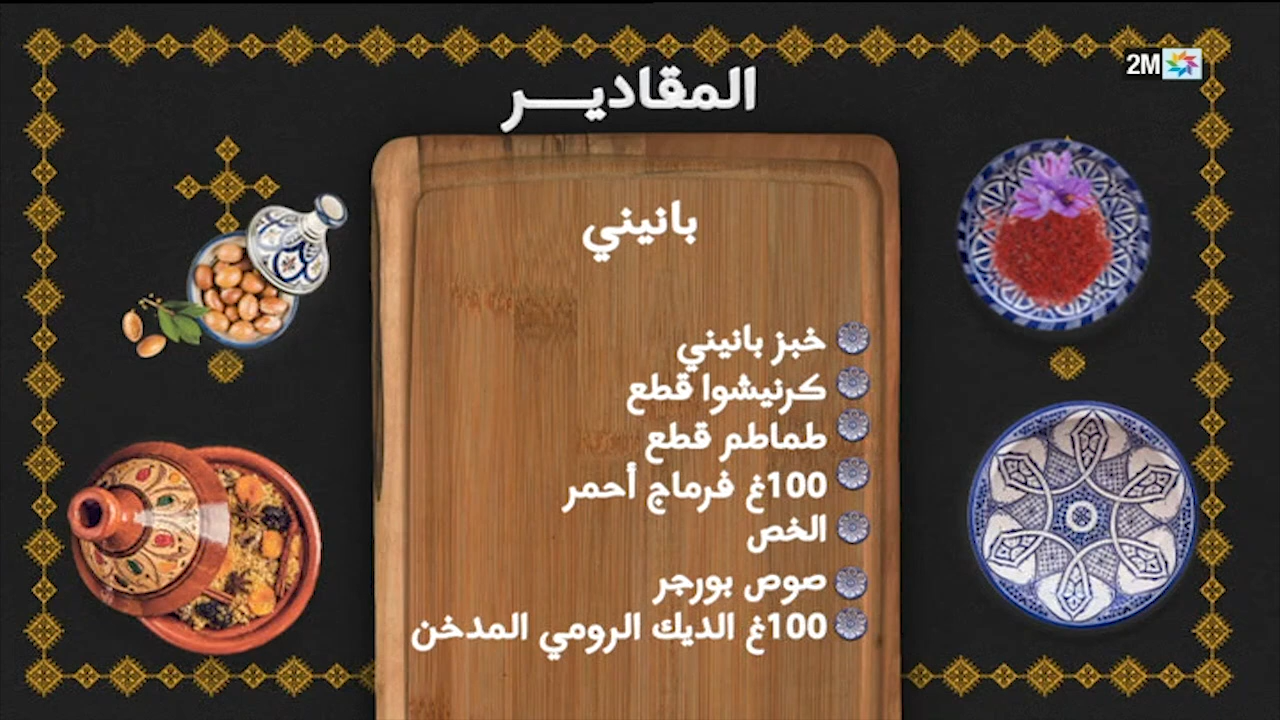 2M
المقاديـــر
بانيني
خبز بانيني
كرنيشوا قطع
طماطم قطع
100غ فرماج أحمر
الخص
صوص بورجر
100غ الديك الرومي المدخن